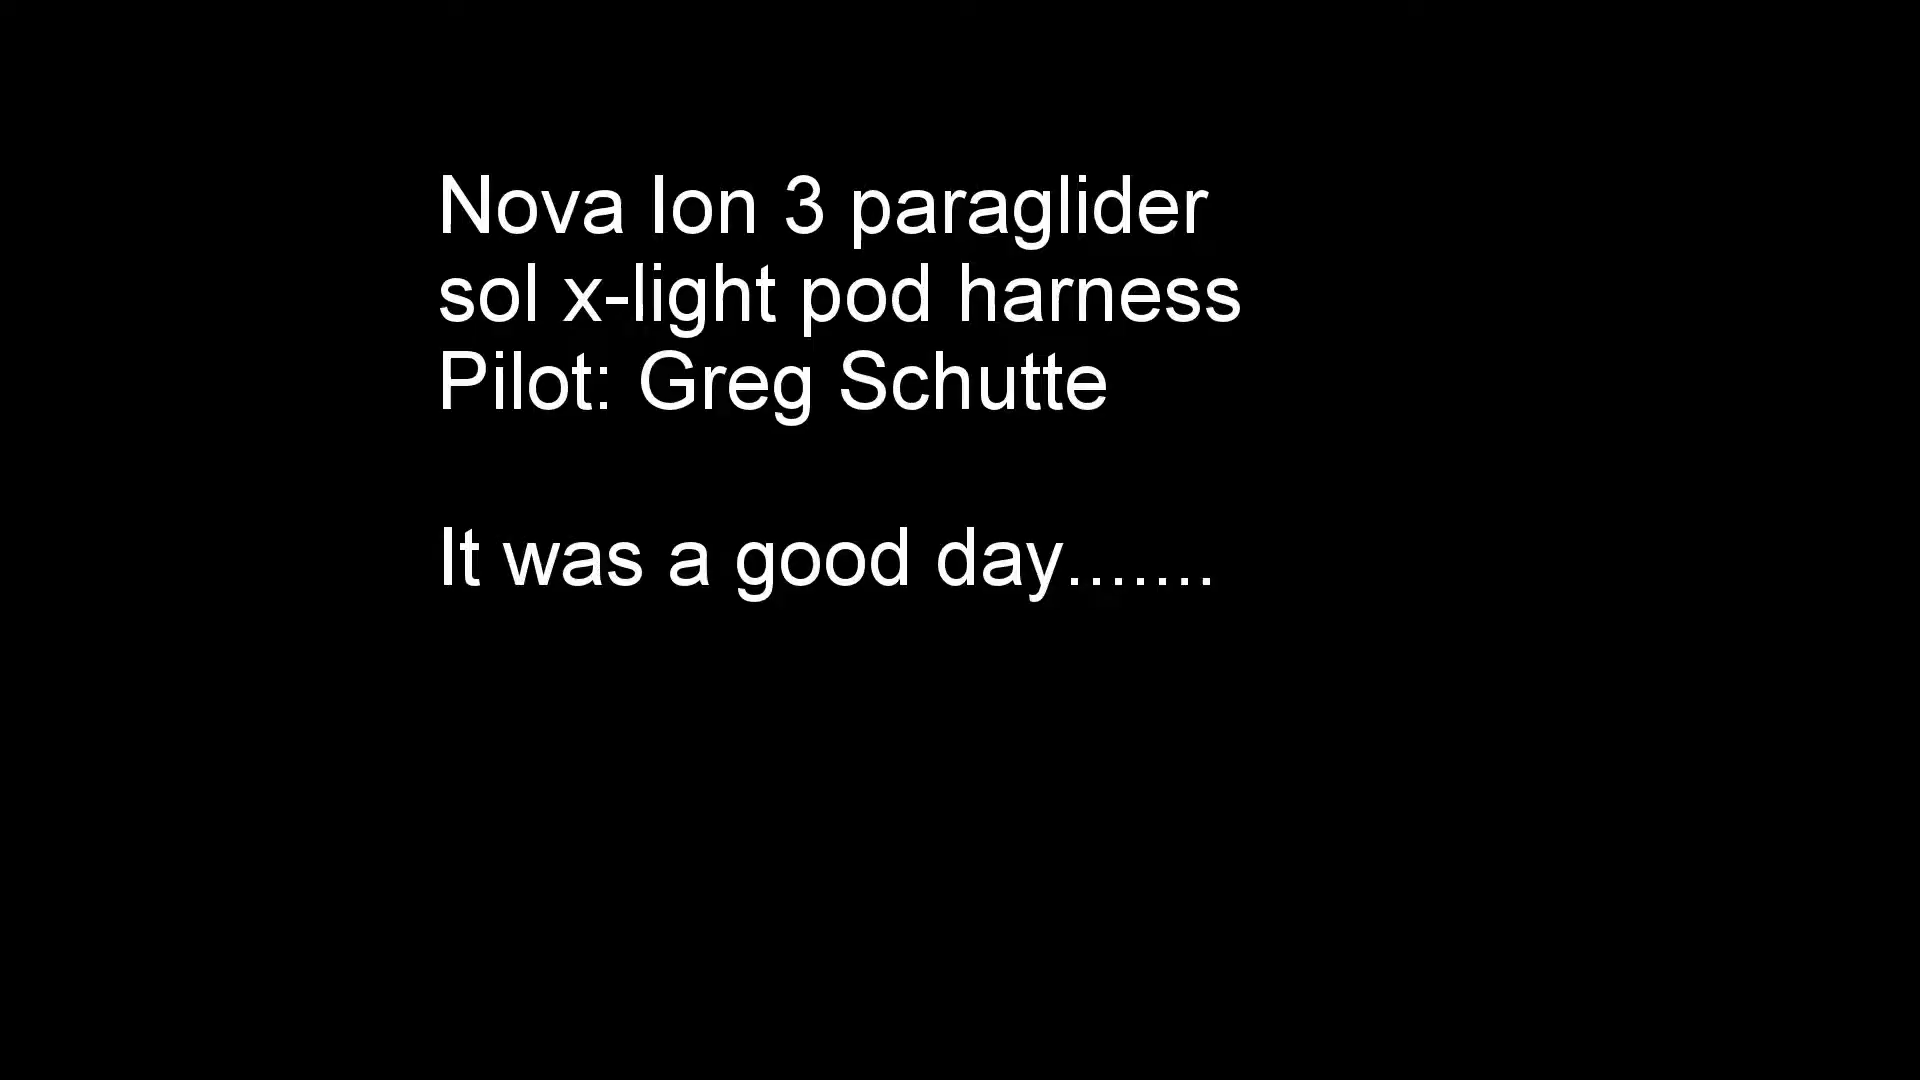 Nova Ion 3 paraglider
sol x-light pod harness
Pilot: Greg Schutte
It was a good day.......